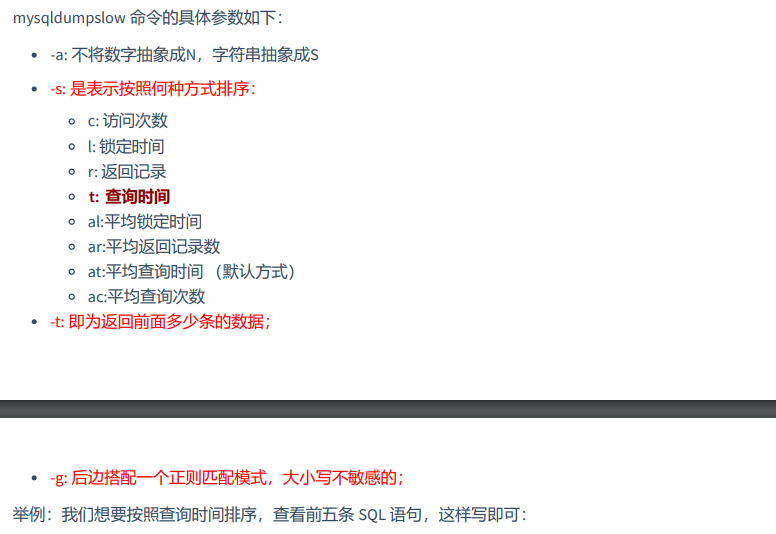 mysqldumpslow 命令的具体参数如下：
• -a: 不将数字抽象成N，字符串抽象成S
• -s: 是表示按照何种方式排序：
◦ c: 访问次数
◦ l: 锁定时间
◦ r: 返回记录
◦ t: 查询时间
◦ al:平均锁定时间
◦ ar:平均返回记录数
◦ at:平均查询时间 （默认方式）
◦ ac:平均查询次数
• -t: 即为返回前面多少条的数据；
• -g: 后边搭配一个正则匹配模式，大小写不敏感的；
举例：我们想要按照查询时间排序，查看前五条 SQL 语句，这样写即可：